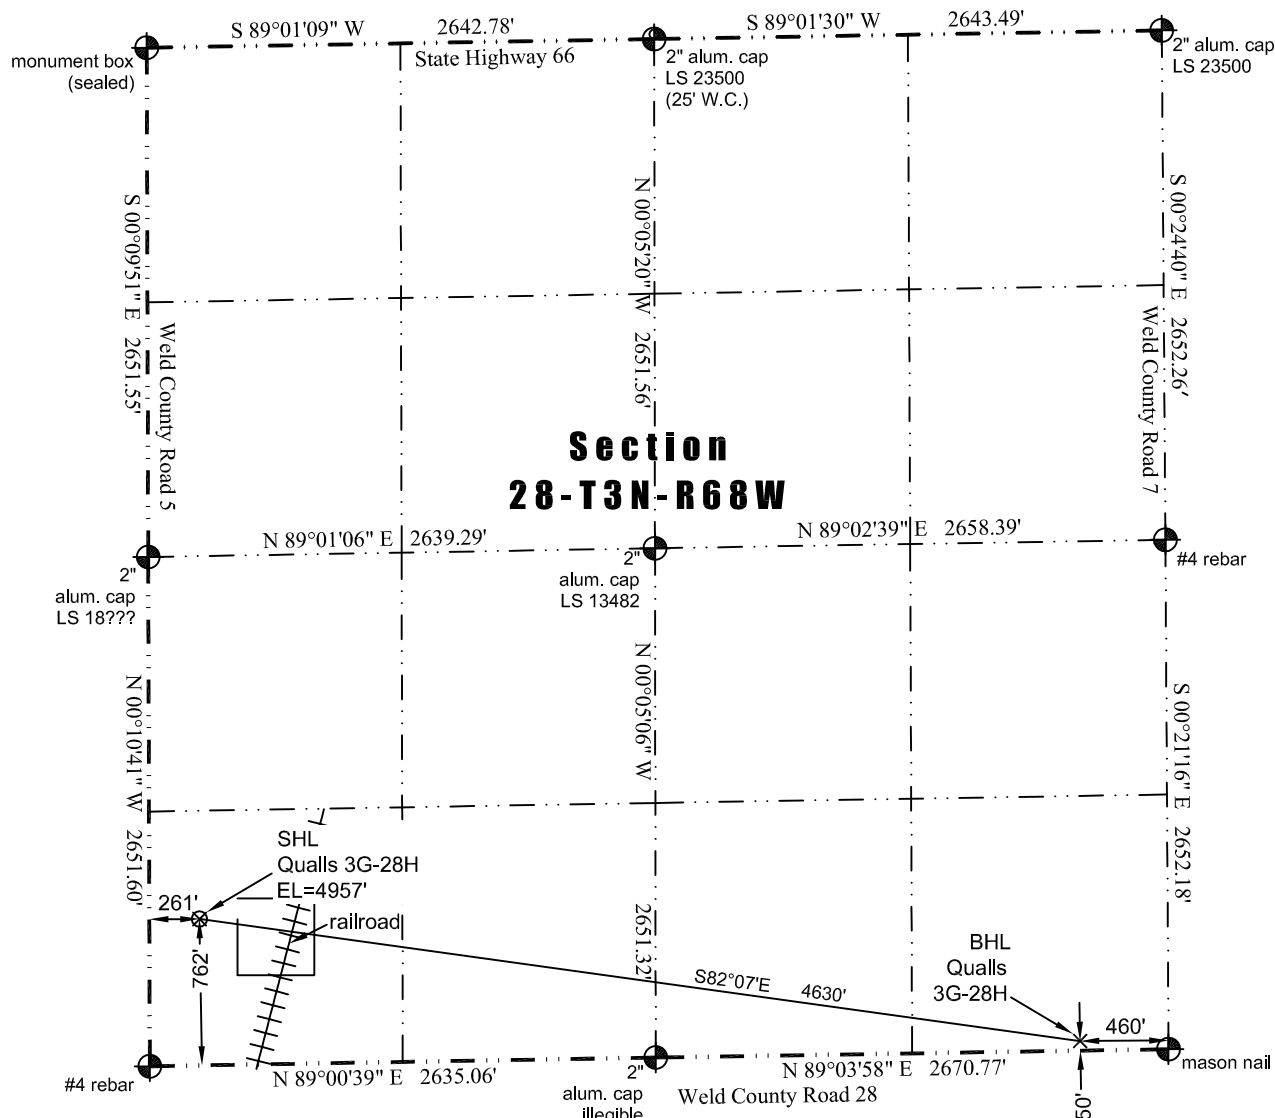 S 89°01'09" W 2642.78'
S 89°01'30" W 2643.49'
State Highway 66
monument box
(sealed)
2" alum. cap
LS 23500
(25' W.C.)
2" alum. cap
LS 23500
S 00°09'51" E 2651.55'
Weld County Road 5
N 00°05'20" W 2651.56'
S 00°24'40" E 2652.26'
Weld County Road 7
Section
28-T3N-R68W
N 89°01'06" E 2639.29'
N 89°02'39" E 2658.39'
2"
alum. cap
LS 18???
2"
alum. cap
LS 13482
#4 rebar
N 00°10'41" W 2651.60'
N 00°05'06" W 2651.32'
S 00°21'16" E 2652.18'
SHL
Qualls 3G-28H
EL=4957'
261'
railroad
762'
S82°07'E 4630'
BHL
Qualls
3G-28H
460'
#4 rebar
N 89°00'39" E 2635.06'
2"
alum. cap
illegible
N 89°03'58" E 2670.77'
Weld County Road 28
mason nail